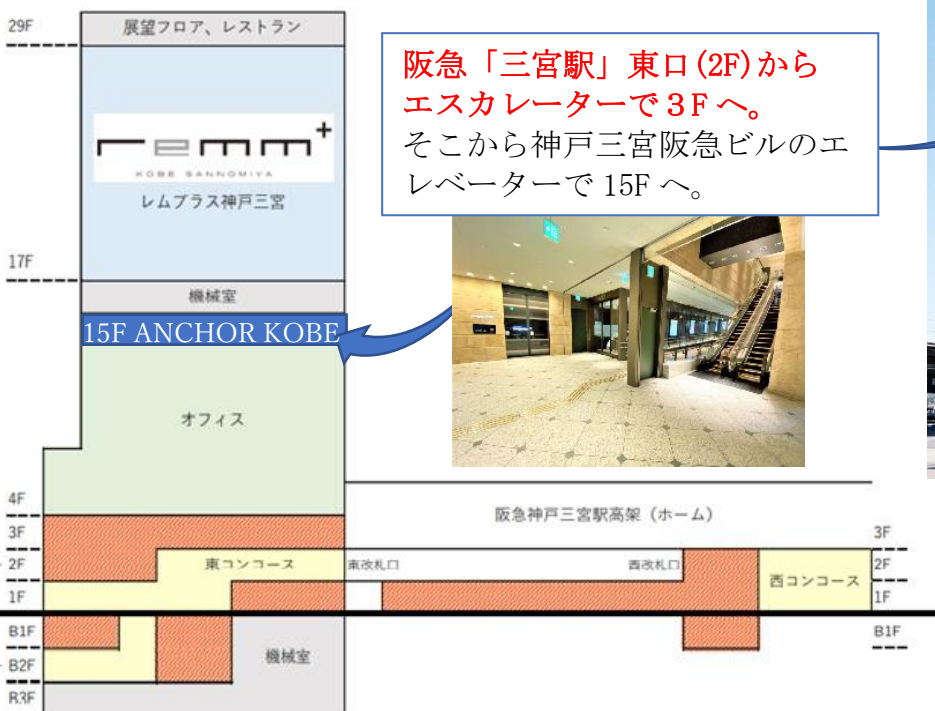 29F
展望フロア、レストラン
阪急「三宮駅」東口(2F)から
エスカレーターで3Fへ。
そこから神戸三宮阪急ビルのエ
レベーターで 15F へ。
remm+
KOBE SANNOMIYA
レムプラス神戸三宮
17F
機械室
15F ANCHOR KOBE
オフィス
4F
阪急神戸三宮駅高架（ホーム）
3F
3F
2F
東コンコース
東改札口
西改札口
2F
西コンコース
1F
1F
B1F
B1F
機械室
B2F
B3F